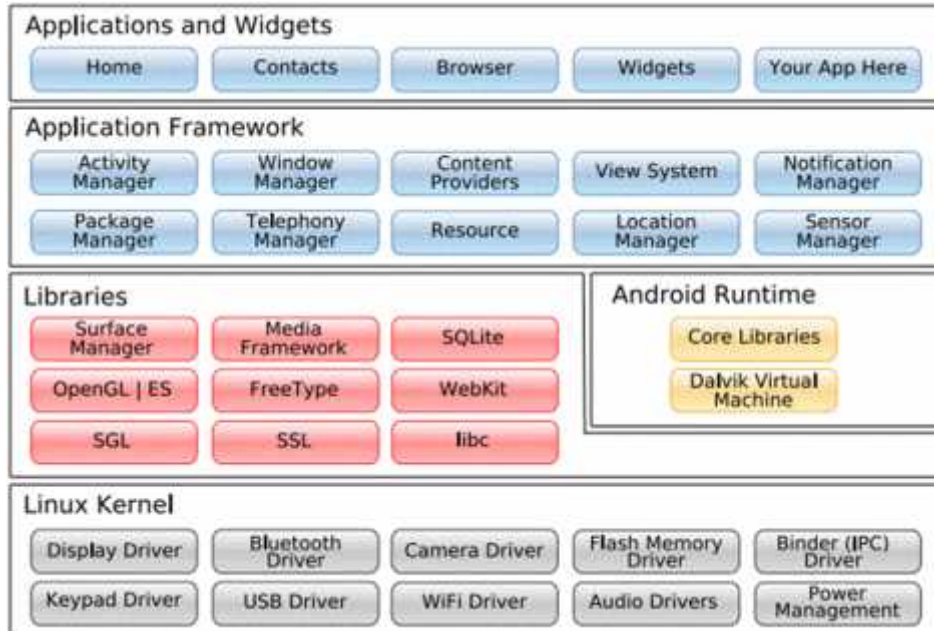 Applications and Widgets
Home
Contacts
Browser
Widgets
Your App Here
Application Framework
Activity
Manager
Window
Manager
Content
Providers
View System
Notification
Manager
Package
Manager
Telephony
Manager
Resource
Location
Manager
Sensor
Manager
Libraries
Surface
Manager
Media
Framework
SQLite
OpenGL | ES
FreeType
WebKit
SGL
SSL
libc
Android Runtime
Core Libraries
Dalvik Virtual
Machine
Linux Kernel
Display Driver
Bluetooth
Driver
Camera Driver
Flash Memory
Driver
Binder (IPC)
Driver
Keypad Driver
USB Driver
WiFi Driver
Audio Drivers
Power
Management